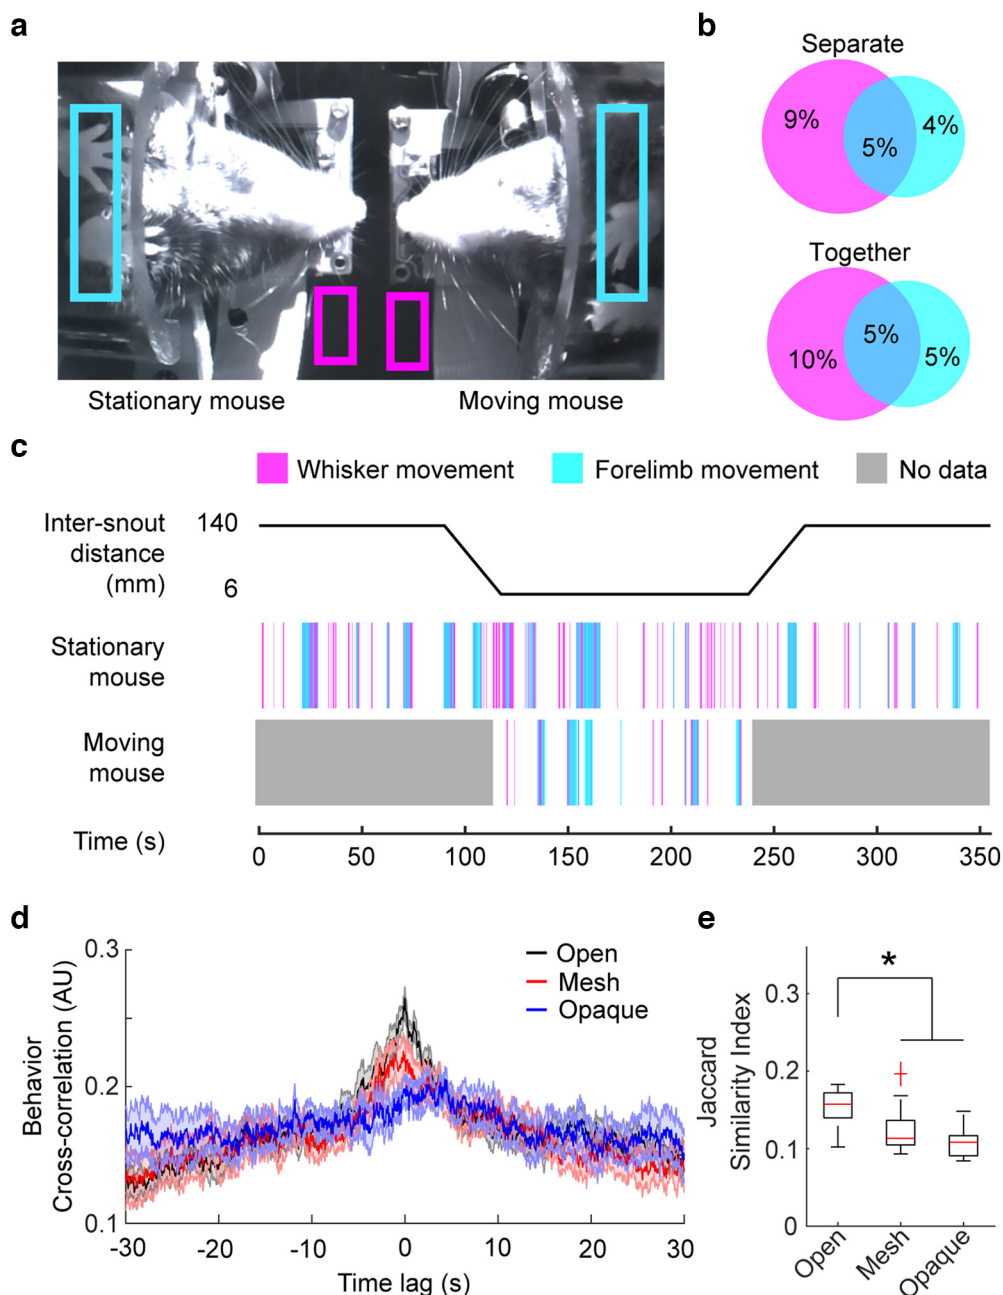 a
Stationary mouse Moving mouse
b
Separate
9% 5% 4%
Together
10% 5% 5%
c
Whisker movement Forelimb movement No data
Inter-snout
distance
(mm)
140
6
Stationary
mouse
Moving
mouse
Time (s)
0 50 100 150 200 250 300 350
d
Behavior
Cross-correlation (AU)
0.3
0.2
0.1
-30 -20 -10 0 10 20 30
Time lag (s)
Open
Mesh
Opaque
e
*
Jaccard
Similarity Index
0.3
0.2
0.1
0
Open
Mesh
Opaque